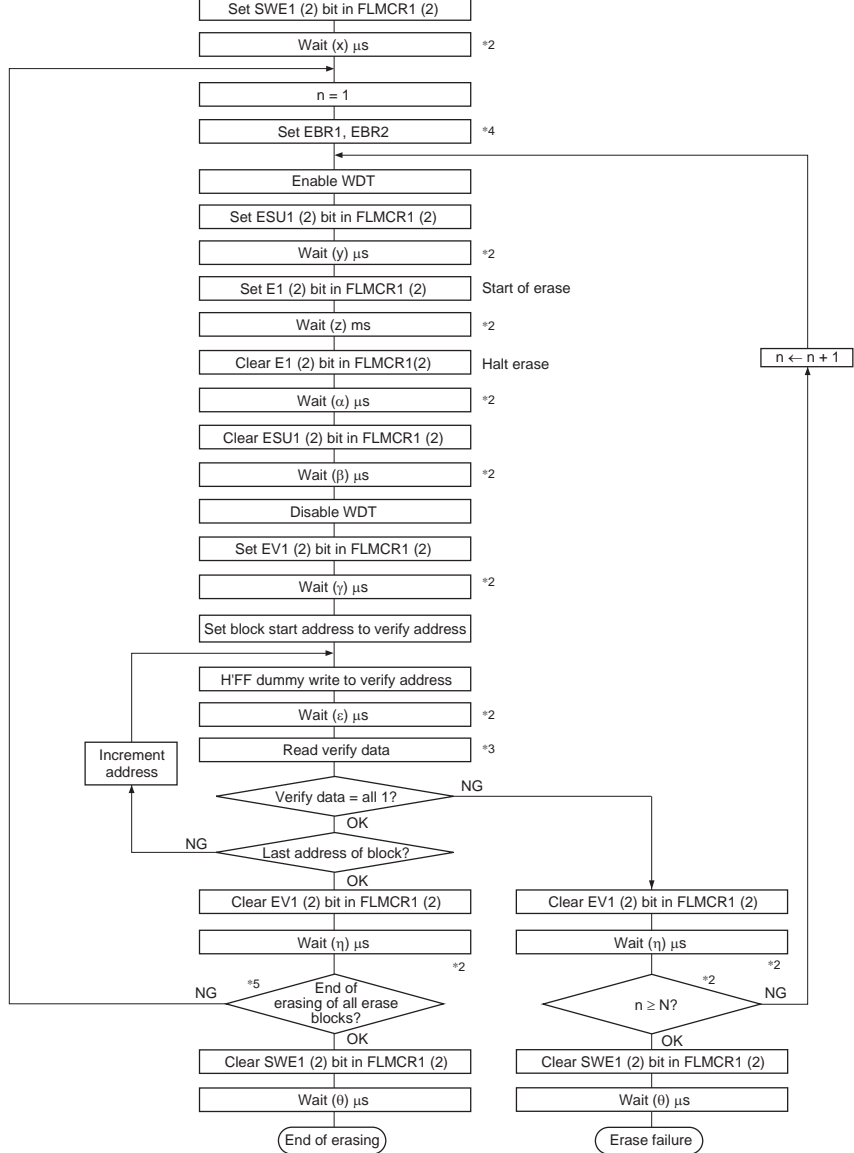 Set SWE1 (2) bit in FLMCR1 (2)
Wait (x) μs
*2
n = 1
Set EBR1, EBR2
*4
Enable WDT
Set ESU1 (2) bit in FLMCR1 (2)
Wait (y) μs
*2
Set E1 (2) bit in FLMCR1 (2)
Start of erase
Wait (z) ms
*2
n ← n + 1
Clear E1 (2) bit in FLMCR1(2)
Halt erase
Wait (α) μs
*2
Clear ESU1 (2) bit in FLMCR1 (2)
Wait (β) μs
*2
Disable WDT
Set EV1 (2) bit in FLMCR1 (2)
Wait (γ) μs
*2
Set block start address to verify address
H'FF dummy write to verify address
Wait (ε) μs
*2
Read verify data
*3
Increment
address
Verify data = all 1?
NG
OK
NG
Last address of block?
OK
Clear EV1 (2) bit in FLMCR1 (2)
Clear EV1 (2) bit in FLMCR1 (2)
Wait (η) μs
*2
Wait (η) μs
*2
NG
*5
End of
erasing of all erase
blocks?
*2
n ≥ N?
NG
OK
OK
Clear SWE1 (2) bit in FLMCR1 (2)
Clear SWE1 (2) bit in FLMCR1 (2)
Wait (θ) μs
Wait (θ) μs
End of erasing
Erase failure